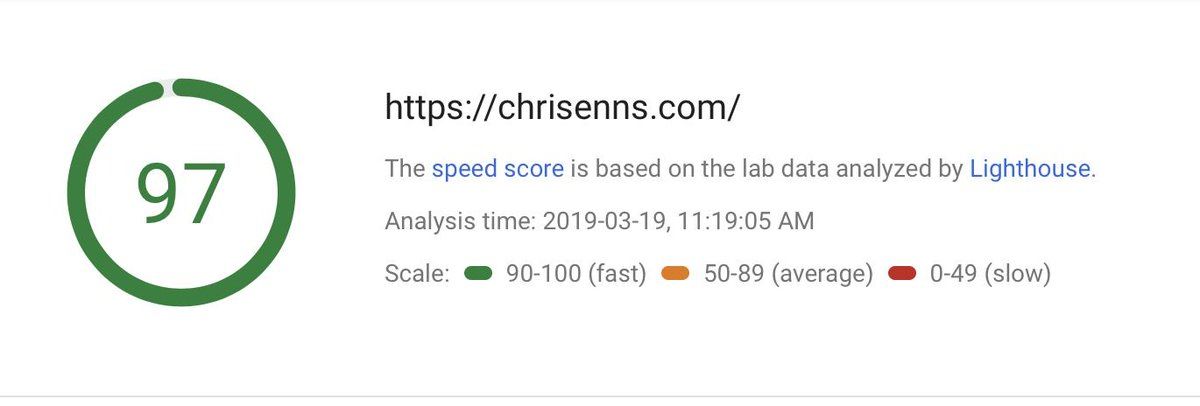 97
https://chrisenns.com/
The speed score is based on the lab data analyzed by Lighthouse.
Analysis time: 2019-03-19, 11:19:05 AM
Scale: 90-100 (fast) 50-89 (average) 0-49 (slow)